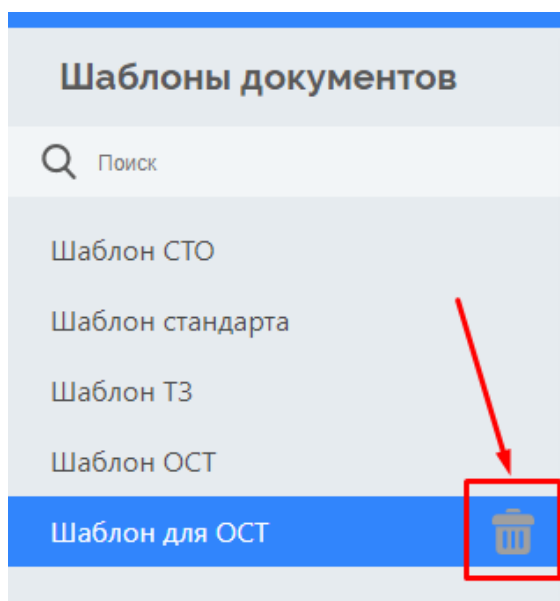 Шаблоны документов
Поиск
Шаблон СТО
Шаблон стандарта
Шаблон ТЗ
Шаблон ОСТ
Шаблон для ОСТ